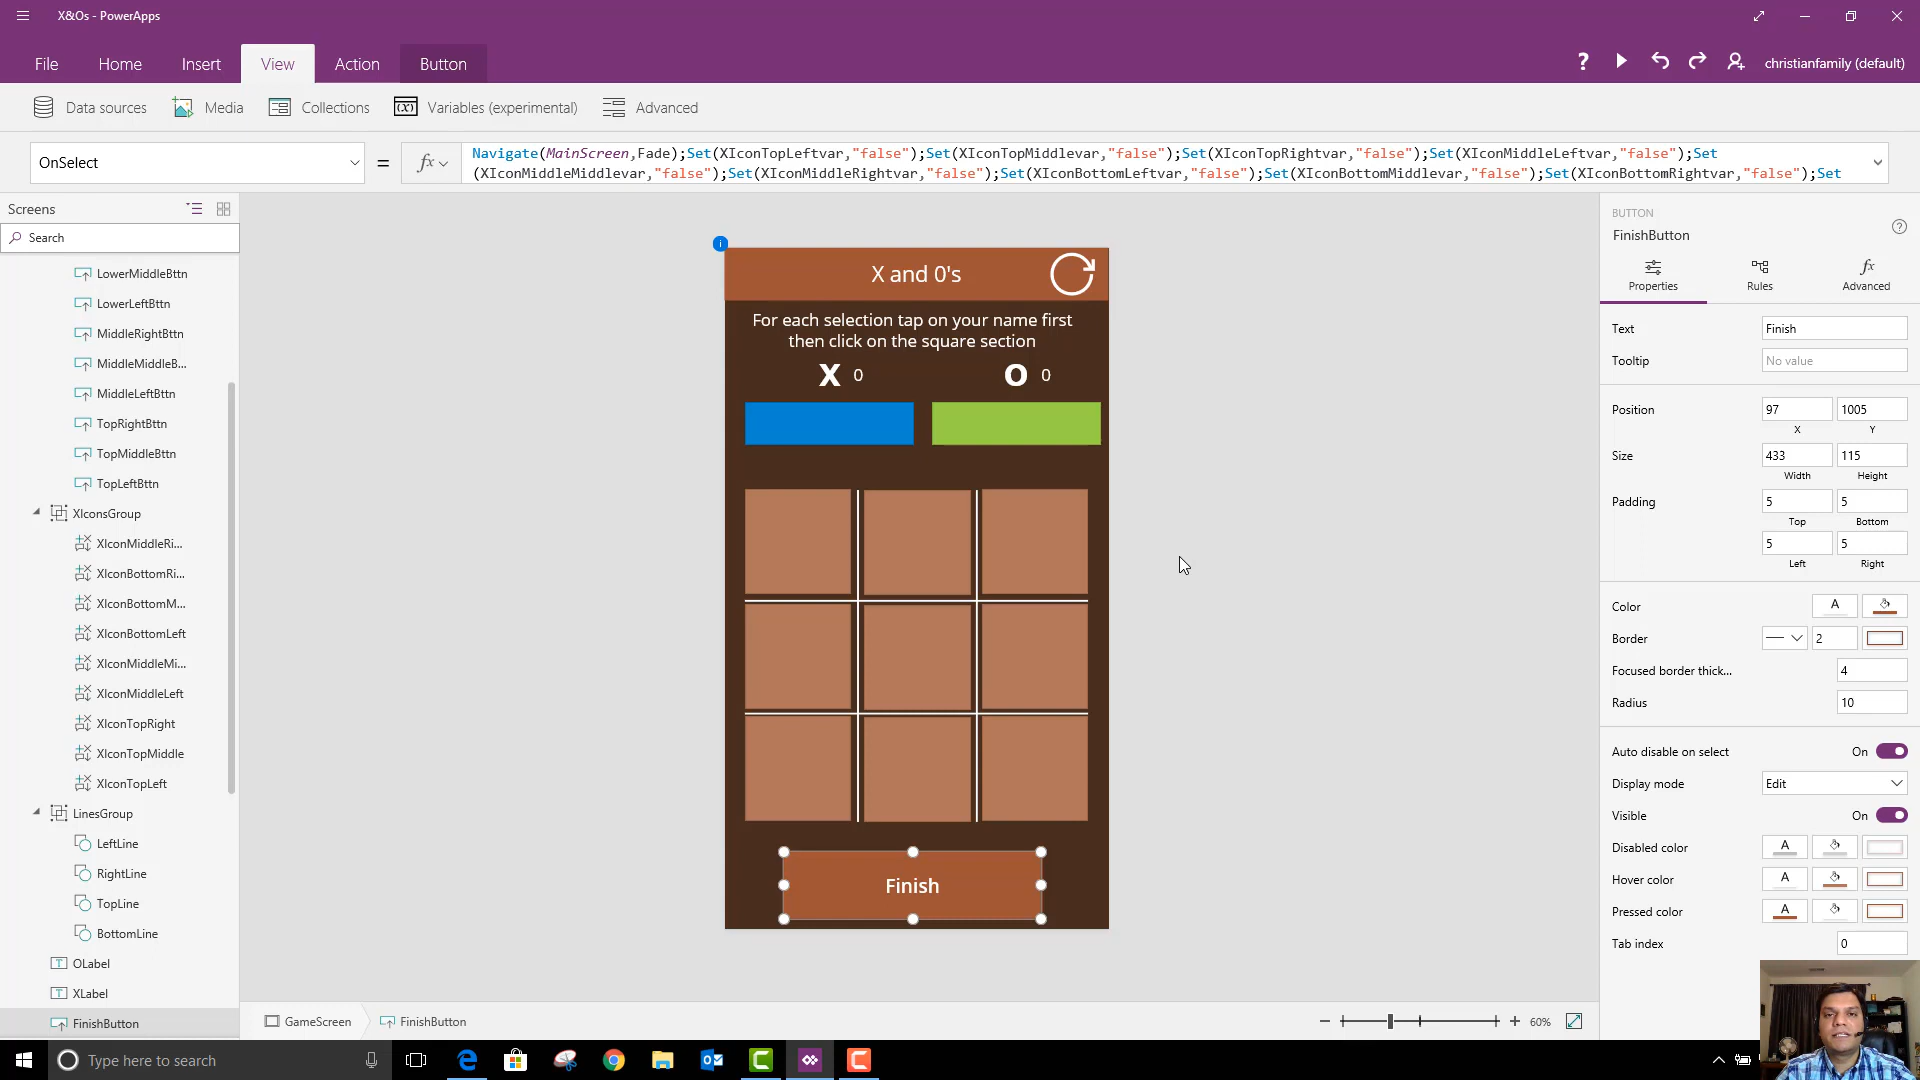 X&Os - PowerApps
File Home Insert View Action Button
christianfamily (default)
Data sources Media Collections Variables (experimental) Advanced
OnSelect = fx Navigate(MainScreen,Fade);Set(XIconTopLeftvar,"false");Set(XIconTopMiddlevar,"false");Set(XIconTopRightvar,"false");Set(XIconMiddleLeftvar,"false");Set
(XIconMiddleMiddlevar,"false");Set(XIconMiddleRightvar,"false");Set(XIconBottomLeftvar,"false");Set(XIconBottomMiddlevar,"false");Set(XIconBottomRightvar,"false");Set
Screens
Search
LowerMiddleBttn
LowerLeftBttn
MiddleRightBttn
MiddleMiddleB...
MiddleLeftBttn
TopRightBttn
TopMiddleBttn
TopLeftBttn
XIconsGroup
XIconMiddleRi...
XIconBottomRi...
XIconBottomM...
XIconBottomLeft
XIconMiddleMi...
XIconMiddleLeft
XIconTopRight
XIconTopMiddle
XIconTopLeft
LinesGroup
LeftLine
RightLine
TopLine
BottomLine
OLabel
XLabel
FinishButton
X and 0's
For each selection tap on your name first
then click on the square section
X 0 O 0
Finish
GameScreen FinishButton
60%
BUTTON
FinishButton
Properties Rules Advanced
Text Finish
Tooltip No value
Position 97 1005
X Y
Size 433 115
Width Height
Padding 5 5
Top Bottom
5 5
Left Right
Color A
Border 2
Focused border thick... 4
Radius 10
Auto disable on select On
Display mode Edit
Visible On
Disabled color A
Hover color A
Pressed color A
Tab index 0
Type here to search